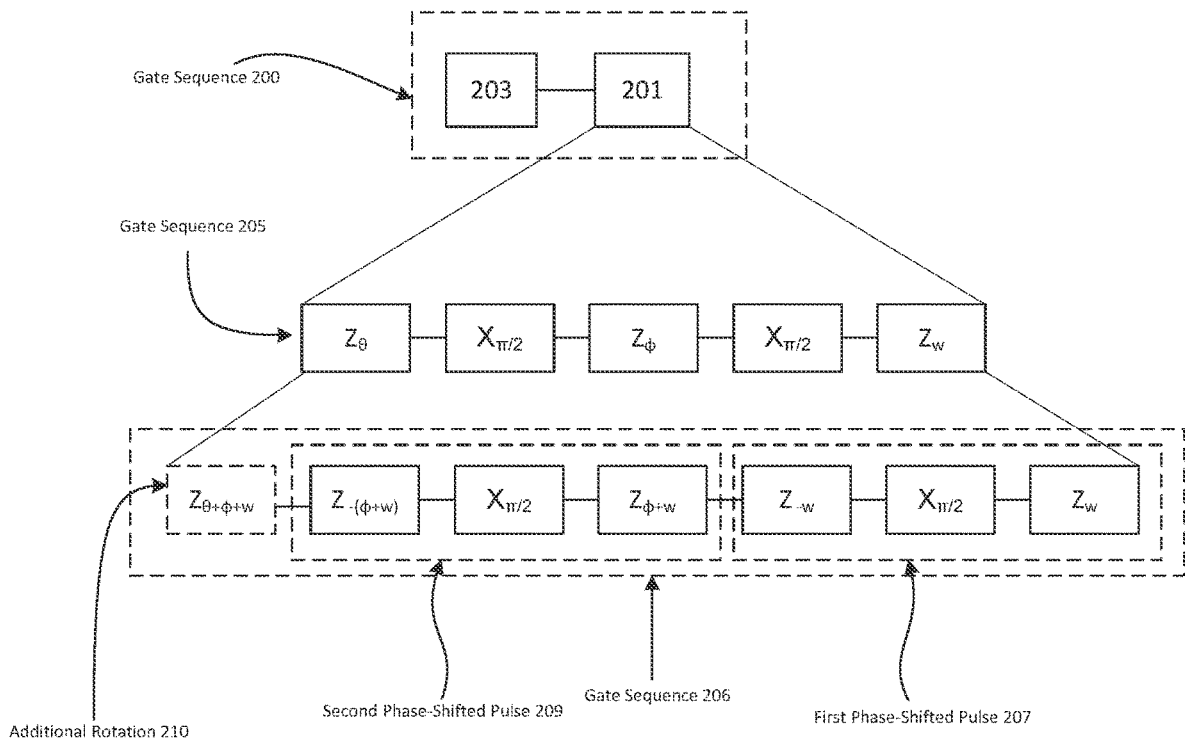 Gate Sequence 200
203
201
Gate Sequence 205
Zθ
Xπ/2
Zϕ
Xπ/2
Zw
Zθ+ϕ+w
Z-(ϕ+w)
Xπ/2
Zϕ+w
Z-w
Xπ/2
Zw
Additional Rotation 210
Second Phase-Shifted Pulse 209
Gate Sequence 206
First Phase-Shifted Pulse 207